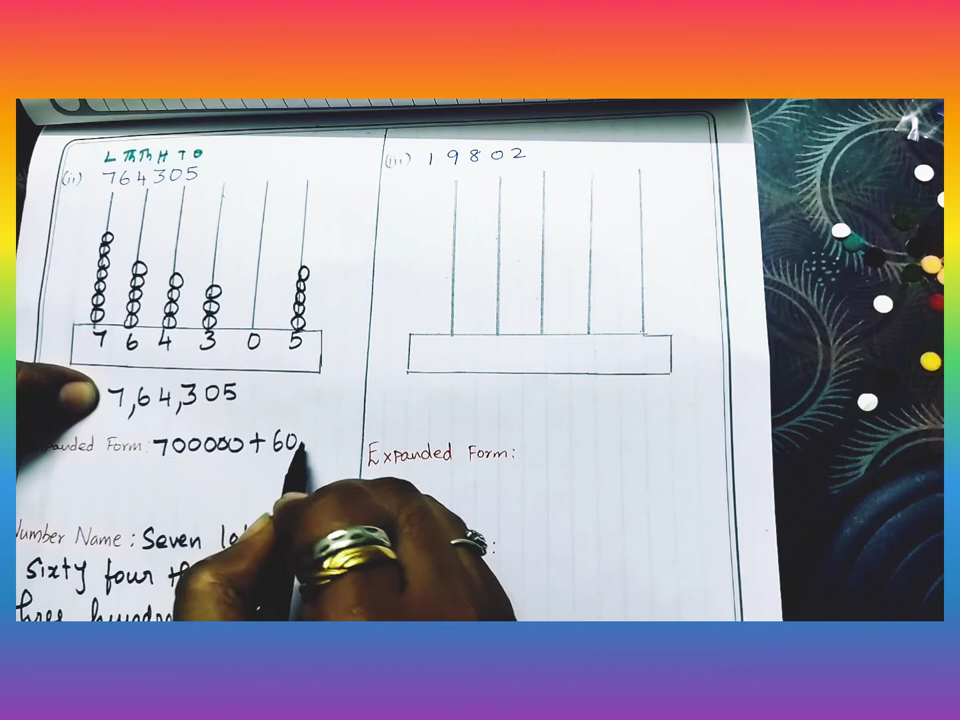 L TTh Th H T O
(ii) 764305
7 6 4 3 0 5
7,64,305
Form: 700000 + 60
Number Name: Seven
sixty four
three
(iii) 19802
Expanded Form:
: